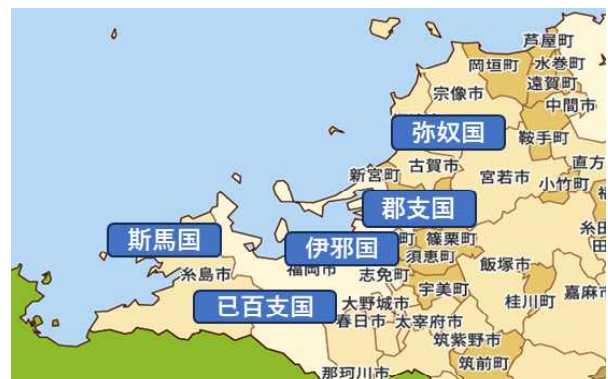 芦屋町
岡垣町
水巻町
遠賀町
宗像市
中間市
弥奴国
鞍手町
古賀市
直方
新宮町
宮若市
小竹町
郡支国
斯馬国
伊邪国
町
篠栗町
糸田
田
須恵町
糸島市
福岡市
志免町
飯塚市
宇美町
嘉麻市
已百支国
大野城市
桂川町
春日市
太宰府市
筑紫野市
筑前町
那珂川市